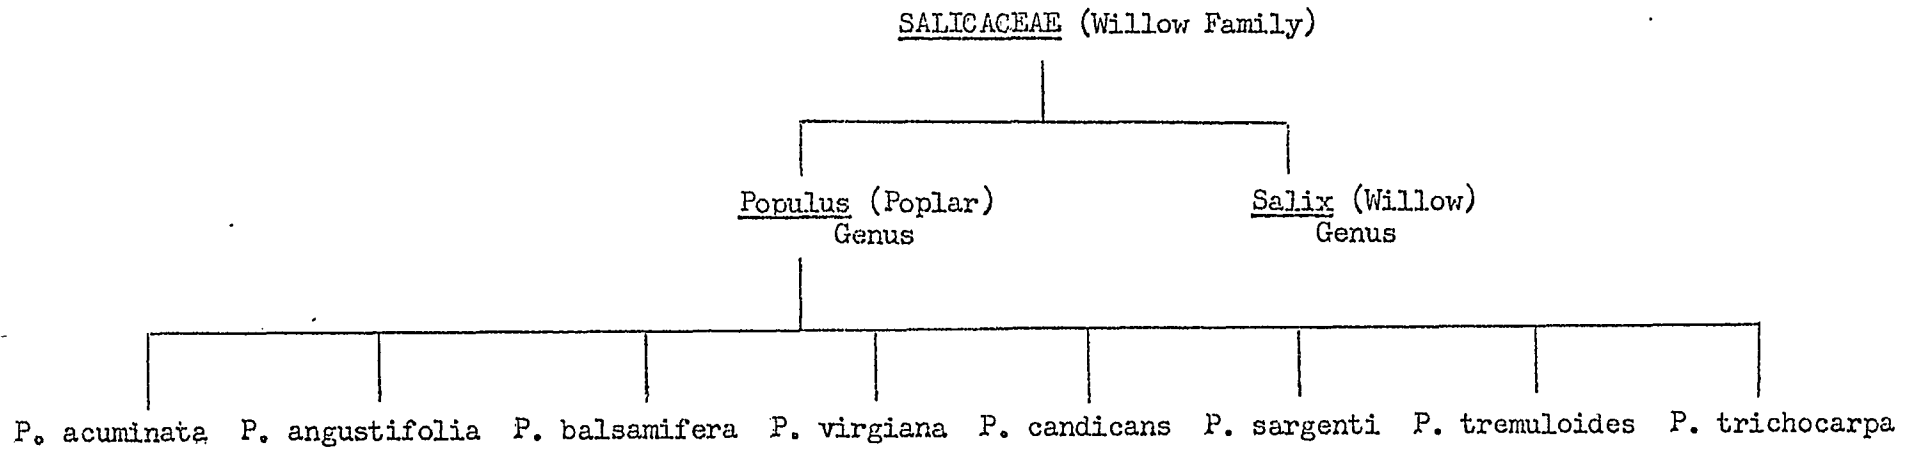 SALICACEAE (Willow Family)
Populus (Poplar)
Genus
Salix (Willow)
Genus
P. acuminata P. angustifolia P. balsamifera P. virgiana P. candicans P. sargenti P. tremuloides P. trichocarpa